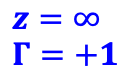 z = ∞
Γ = +1